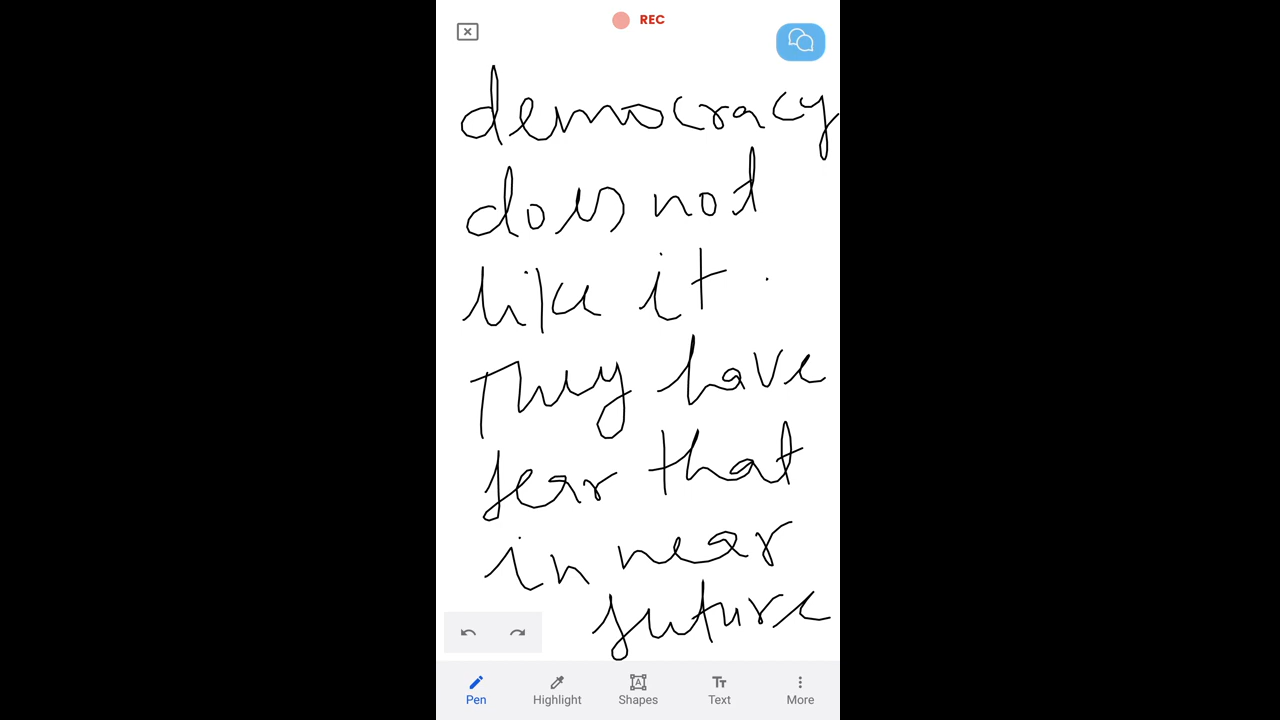 REC
democracy
does not
like it.
They have
fear that
in near
future
Pen Highlight Shapes Text More